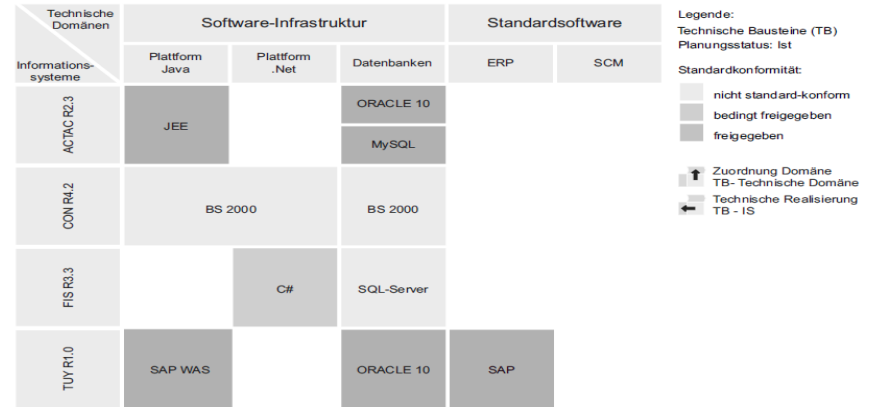 Technische
Domänen
Software-Infrastruktur
Standardsoftware
Informations-
systeme
Plattform
Java
Plattform
.Net
Datenbanken
ERP
SCM
ACTAC R2.3
JEE
ORACLE 10
MySQL
CON R4.2
BS 2000
BS 2000
FIS R3.3
C#
SQL-Server
TUY R1.0
SAP WAS
ORACLE 10
SAP
Legende:
Technische Bausteine (TB)
Planungsstatus: Ist
Standardkonformität:
nicht standard-konform
bedingt freigegeben
freigegeben
Zuordnung Domäne
TB- Technische Domäne
Technische Realisierung
TB - IS